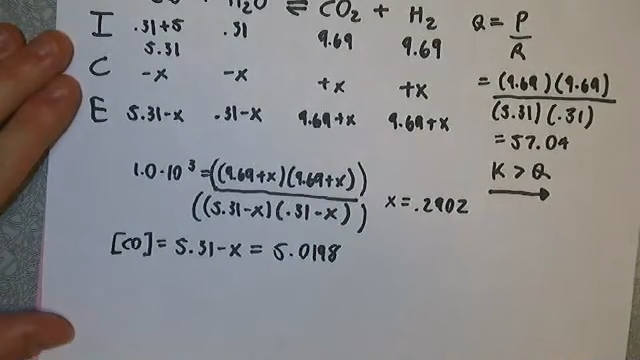 H₂O ⇌ CO₂ + H₂
I .31+5 .31 9.69 9.69 Q = P/R
5.31
C -x -x +x +x = (9.69)(9.69)/(5.31)(.31)
E 5.31-x .31-x 9.69+x 9.69+x = 57.04
K > Q
1.0·10³ = ((9.69+x)(9.69+x))/((5.31-x)(.31-x)) x = .2902
[CO] = 5.31-x = 5.0198